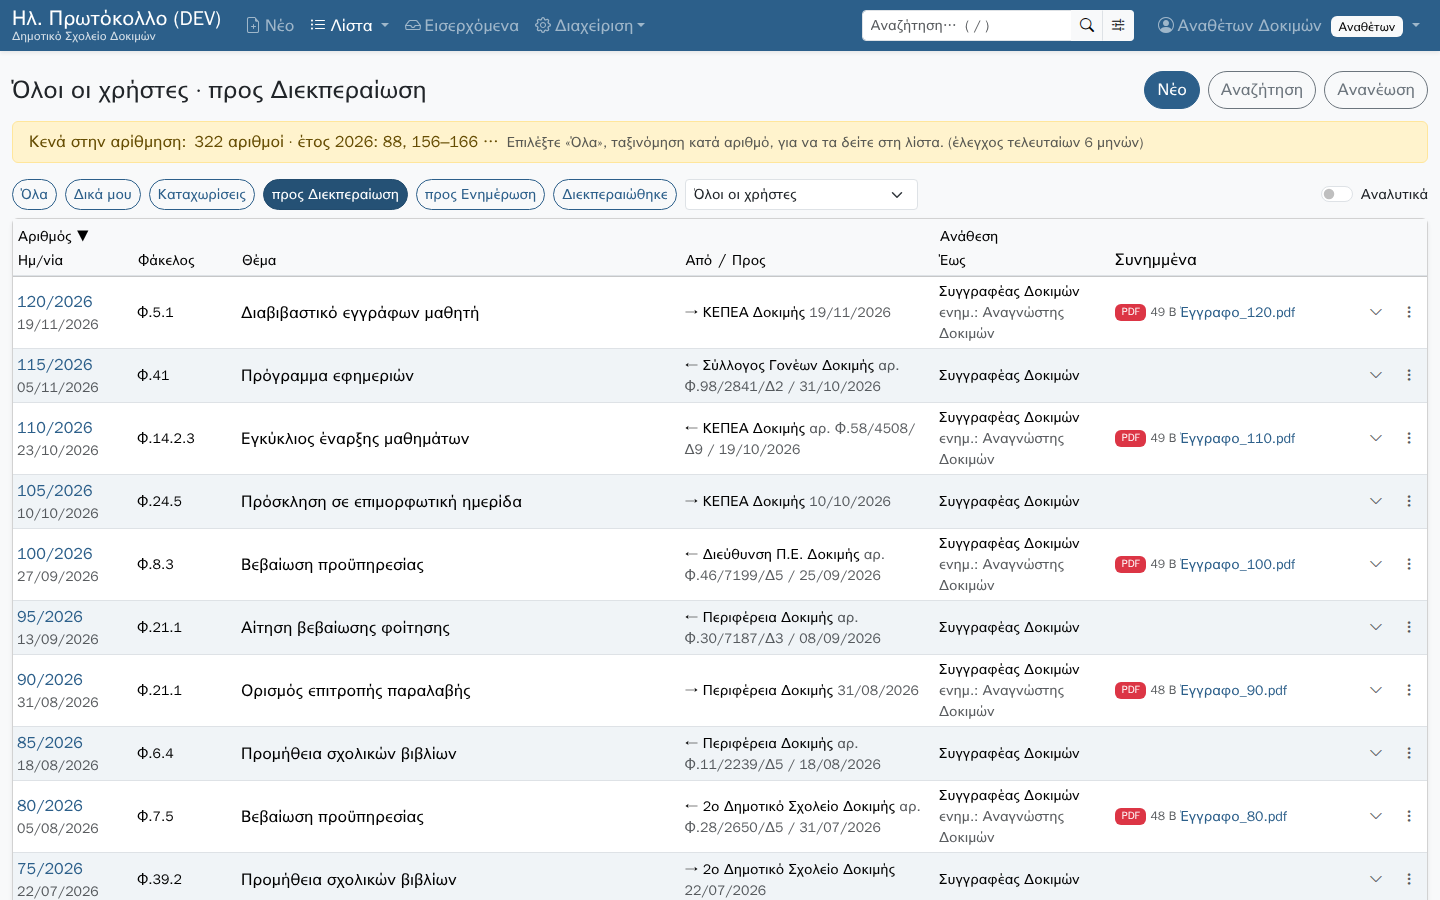 Ηλ. Πρωτόκολλο (DEV)
Δημοτικό Σχολείο Δοκιμών
Νέο Λίστα Εισερχόμενα Διαχείριση
Αναζήτηση… ( / )
Αναθέτων Δοκιμών Αναθέτων
Όλοι οι χρήστες · προς Διεκπεραίωση
Νέο Αναζήτηση Ανανέωση
Κενά στην αρίθμηση: 322 αριθμοί · έτος 2026: 88, 156–166 … Επιλέξτε «Όλα», ταξινόμηση κατά αριθμό, για να τα δείτε στη λίστα. (έλεγχος τελευταίων 6 μηνών)
Όλα Δικά μου Καταχωρίσεις προς Διεκπεραίωση προς Ενημέρωση Διεκπεραιώθηκε Όλοι οι χρήστες Αναλυτικά
Αριθμός ▼ Ανάθεση
Ημ/νία Φάκελος Θέμα Από / Προς Έως Συνημμένα
120/2026
19/11/2026
Φ.5.1
Διαβιβαστικό εγγράφων μαθητή
→ ΚΕΠΕΑ Δοκιμής 19/11/2026
Συγγραφέας Δοκιμών
ενημ.: Αναγνώστης
Δοκιμών
PDF 49 B Έγγραφο_120.pdf
115/2026
05/11/2026
Φ.41
Πρόγραμμα εφημεριών
← Σύλλογος Γονέων Δοκιμής αρ.
Φ.98/2841/Δ2 / 31/10/2026
Συγγραφέας Δοκιμών
110/2026
23/10/2026
Φ.14.2.3
Εγκύκλιος έναρξης μαθημάτων
← ΚΕΠΕΑ Δοκιμής αρ. Φ.58/4508/
Δ9 / 19/10/2026
Συγγραφέας Δοκιμών
ενημ.: Αναγνώστης
Δοκιμών
PDF 49 B Έγγραφο_110.pdf
105/2026
10/10/2026
Φ.24.5
Πρόσκληση σε επιμορφωτική ημερίδα
→ ΚΕΠΕΑ Δοκιμής 10/10/2026
Συγγραφέας Δοκιμών
100/2026
27/09/2026
Φ.8.3
Βεβαίωση προϋπηρεσίας
← Διεύθυνση Π.Ε. Δοκιμής αρ.
Φ.46/7199/Δ5 / 25/09/2026
Συγγραφέας Δοκιμών
ενημ.: Αναγνώστης
Δοκιμών
PDF 49 B Έγγραφο_100.pdf
95/2026
13/09/2026
Φ.21.1
Αίτηση βεβαίωσης φοίτησης
← Περιφέρεια Δοκιμής αρ.
Φ.30/7187/Δ3 / 08/09/2026
Συγγραφέας Δοκιμών
90/2026
31/08/2026
Φ.21.1
Ορισμός επιτροπής παραλαβής
→ Περιφέρεια Δοκιμής 31/08/2026
Συγγραφέας Δοκιμών
ενημ.: Αναγνώστης
Δοκιμών
PDF 48 B Έγγραφο_90.pdf
85/2026
18/08/2026
Φ.6.4
Προμήθεια σχολικών βιβλίων
← Περιφέρεια Δοκιμής αρ.
Φ.11/2239/Δ5 / 18/08/2026
Συγγραφέας Δοκιμών
80/2026
05/08/2026
Φ.7.5
Βεβαίωση προϋπηρεσίας
← 2ο Δημοτικό Σχολείο Δοκιμής αρ.
Φ.28/2650/Δ5 / 31/07/2026
Συγγραφέας Δοκιμών
ενημ.: Αναγνώστης
Δοκιμών
PDF 48 B Έγγραφο_80.pdf
75/2026
22/07/2026
Φ.39.2
Προμήθεια σχολικών βιβλίων
→ 2ο Δημοτικό Σχολείο Δοκιμής
22/07/2026
Συγγραφέας Δοκιμών